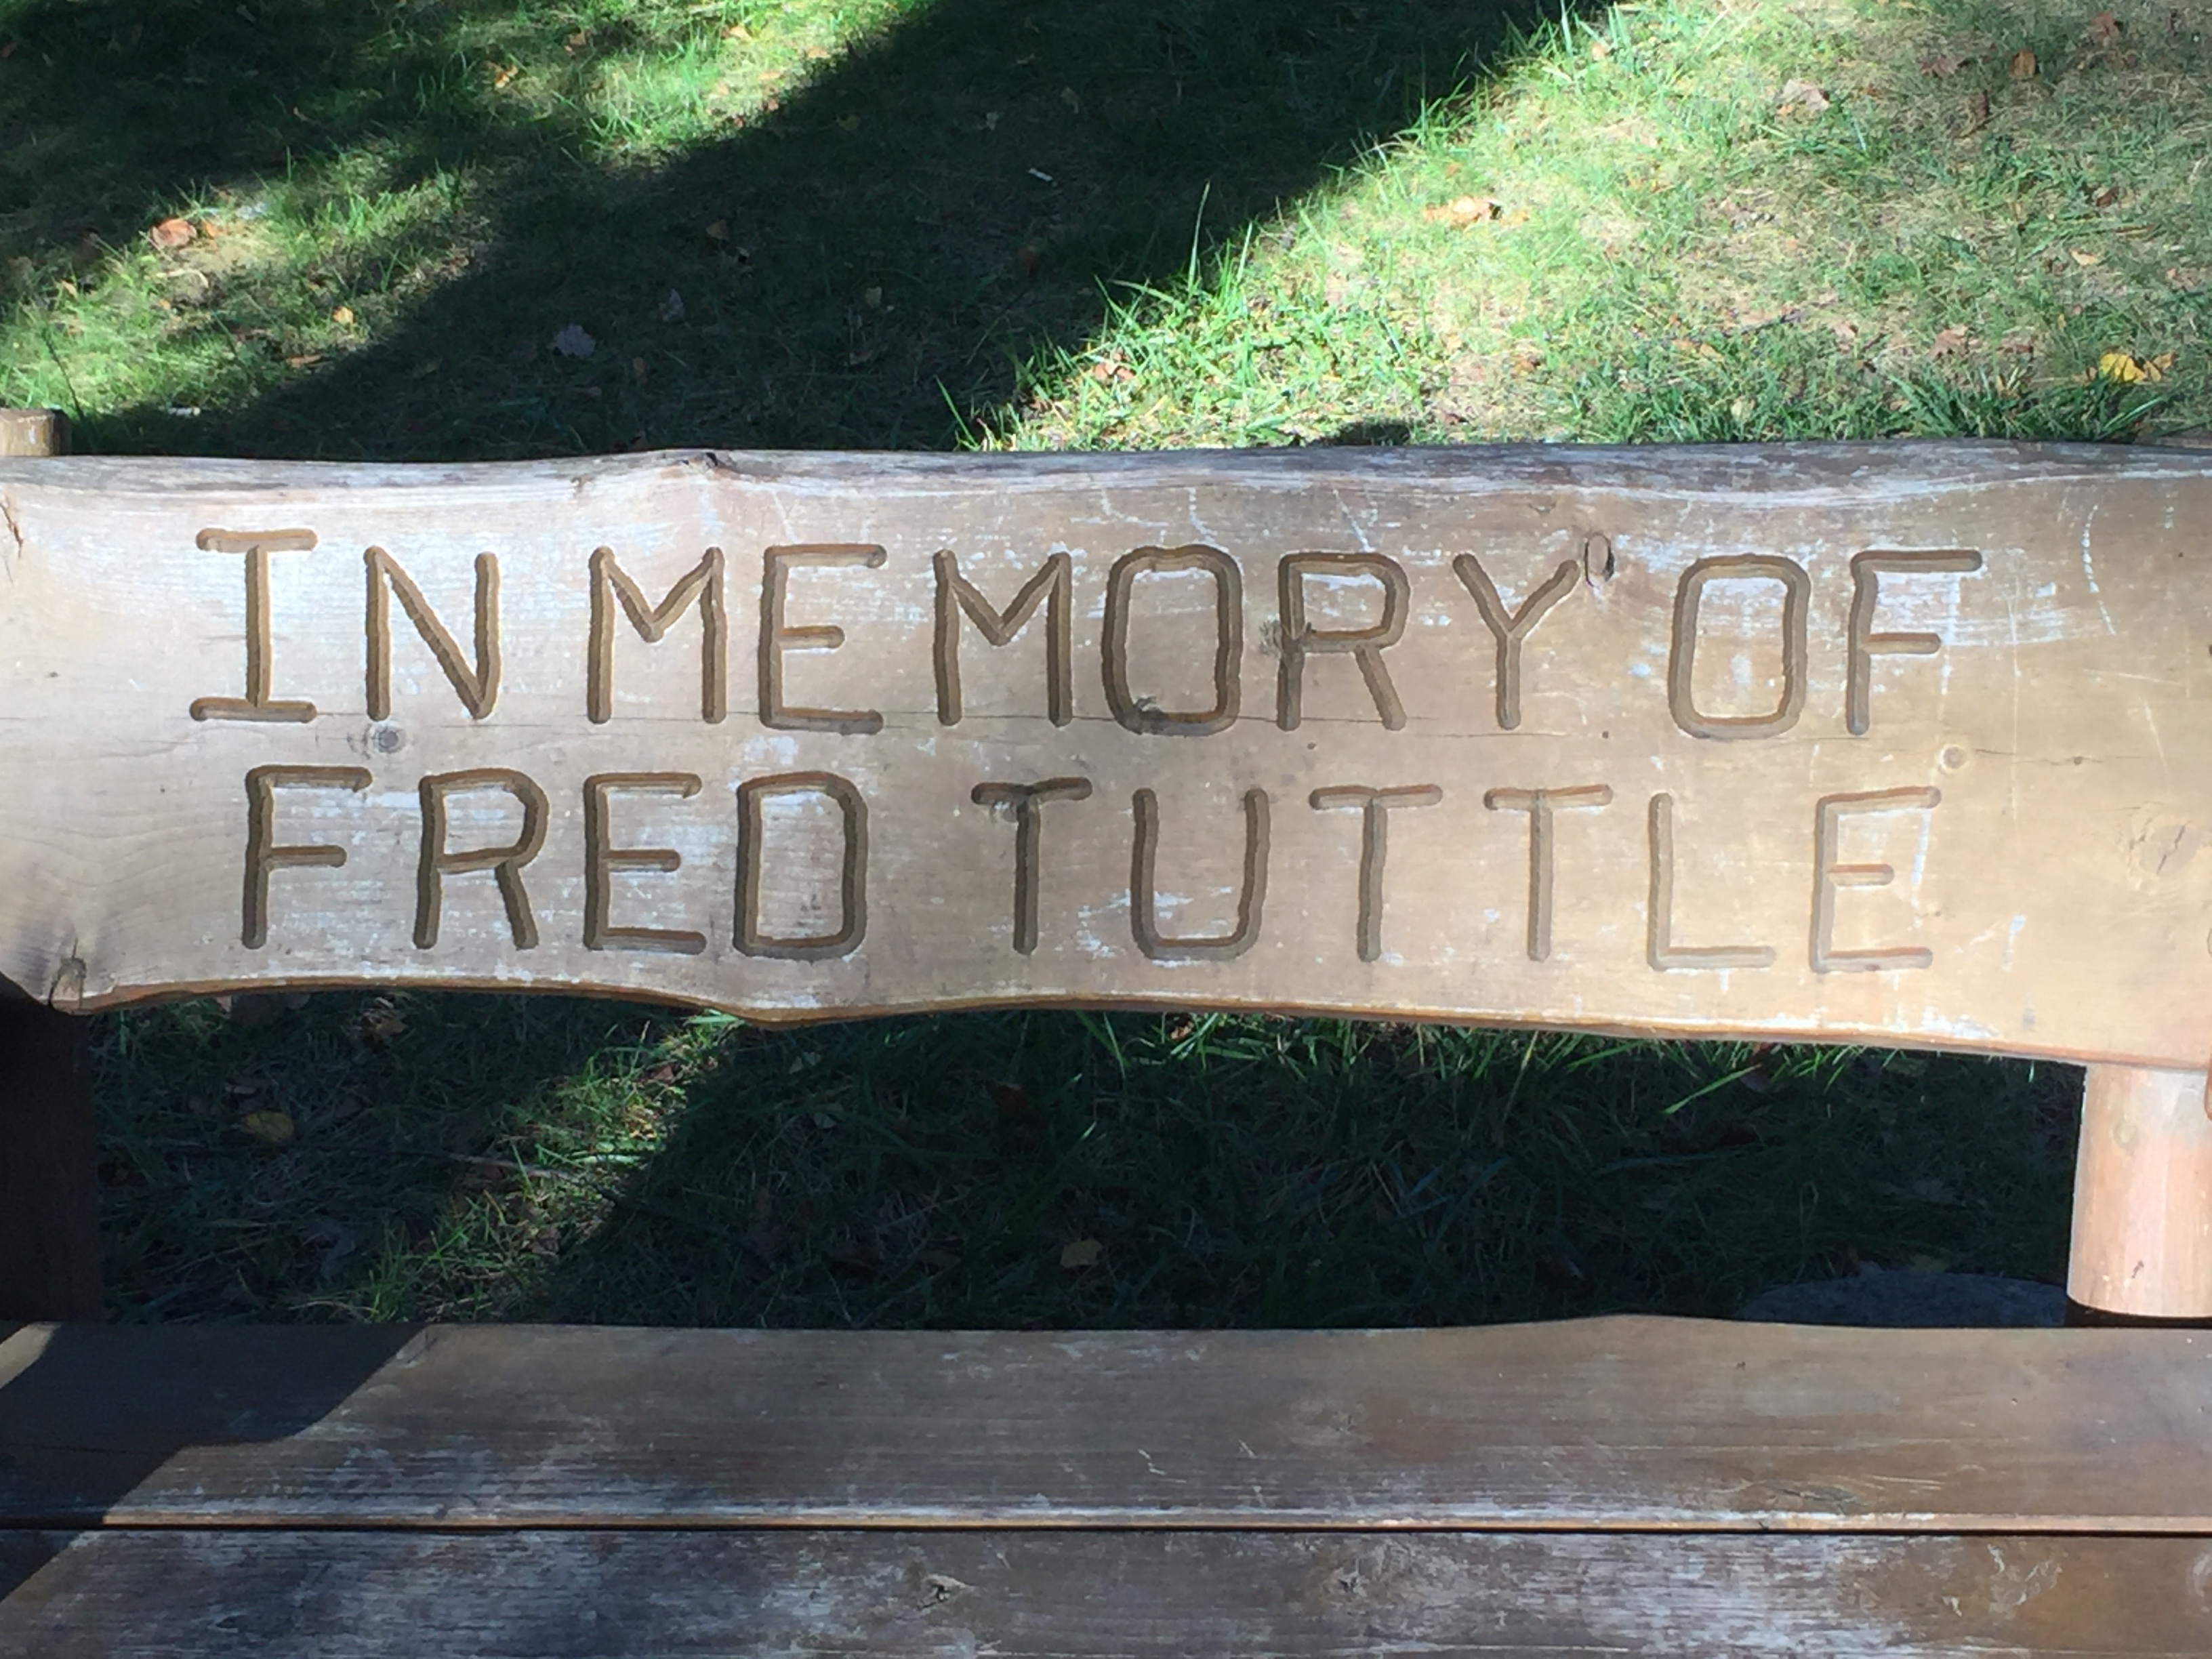 IN MEMORY OF
FRED TUTTLE